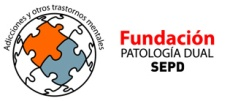 Adicciones y otros trastornos mentales
Fundación
PATOLOGÍA DUAL
SEPD